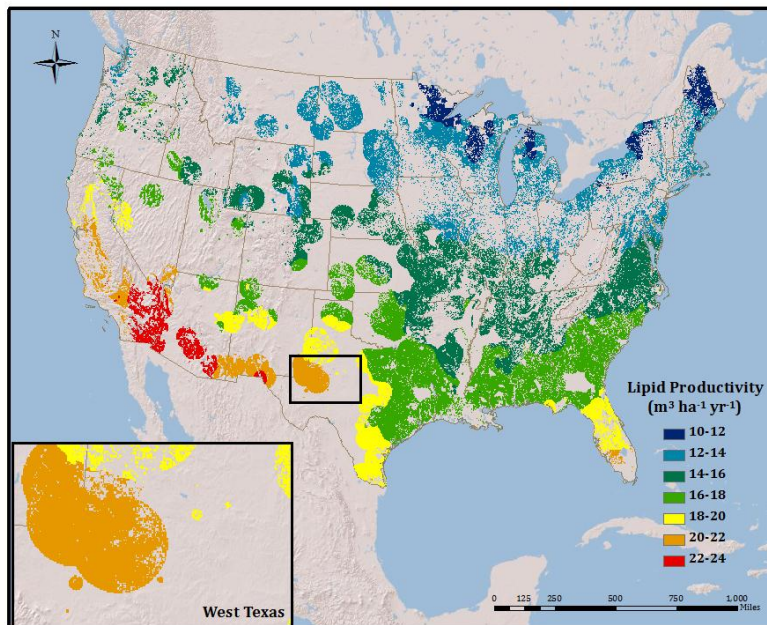 N
Lipid Productivity
(m³ ha⁻¹ yr⁻¹)
10-12
12-14
14-16
16-18
18-20
20-22
22-24
West Texas
0 125 250 500 750 1,000
Miles